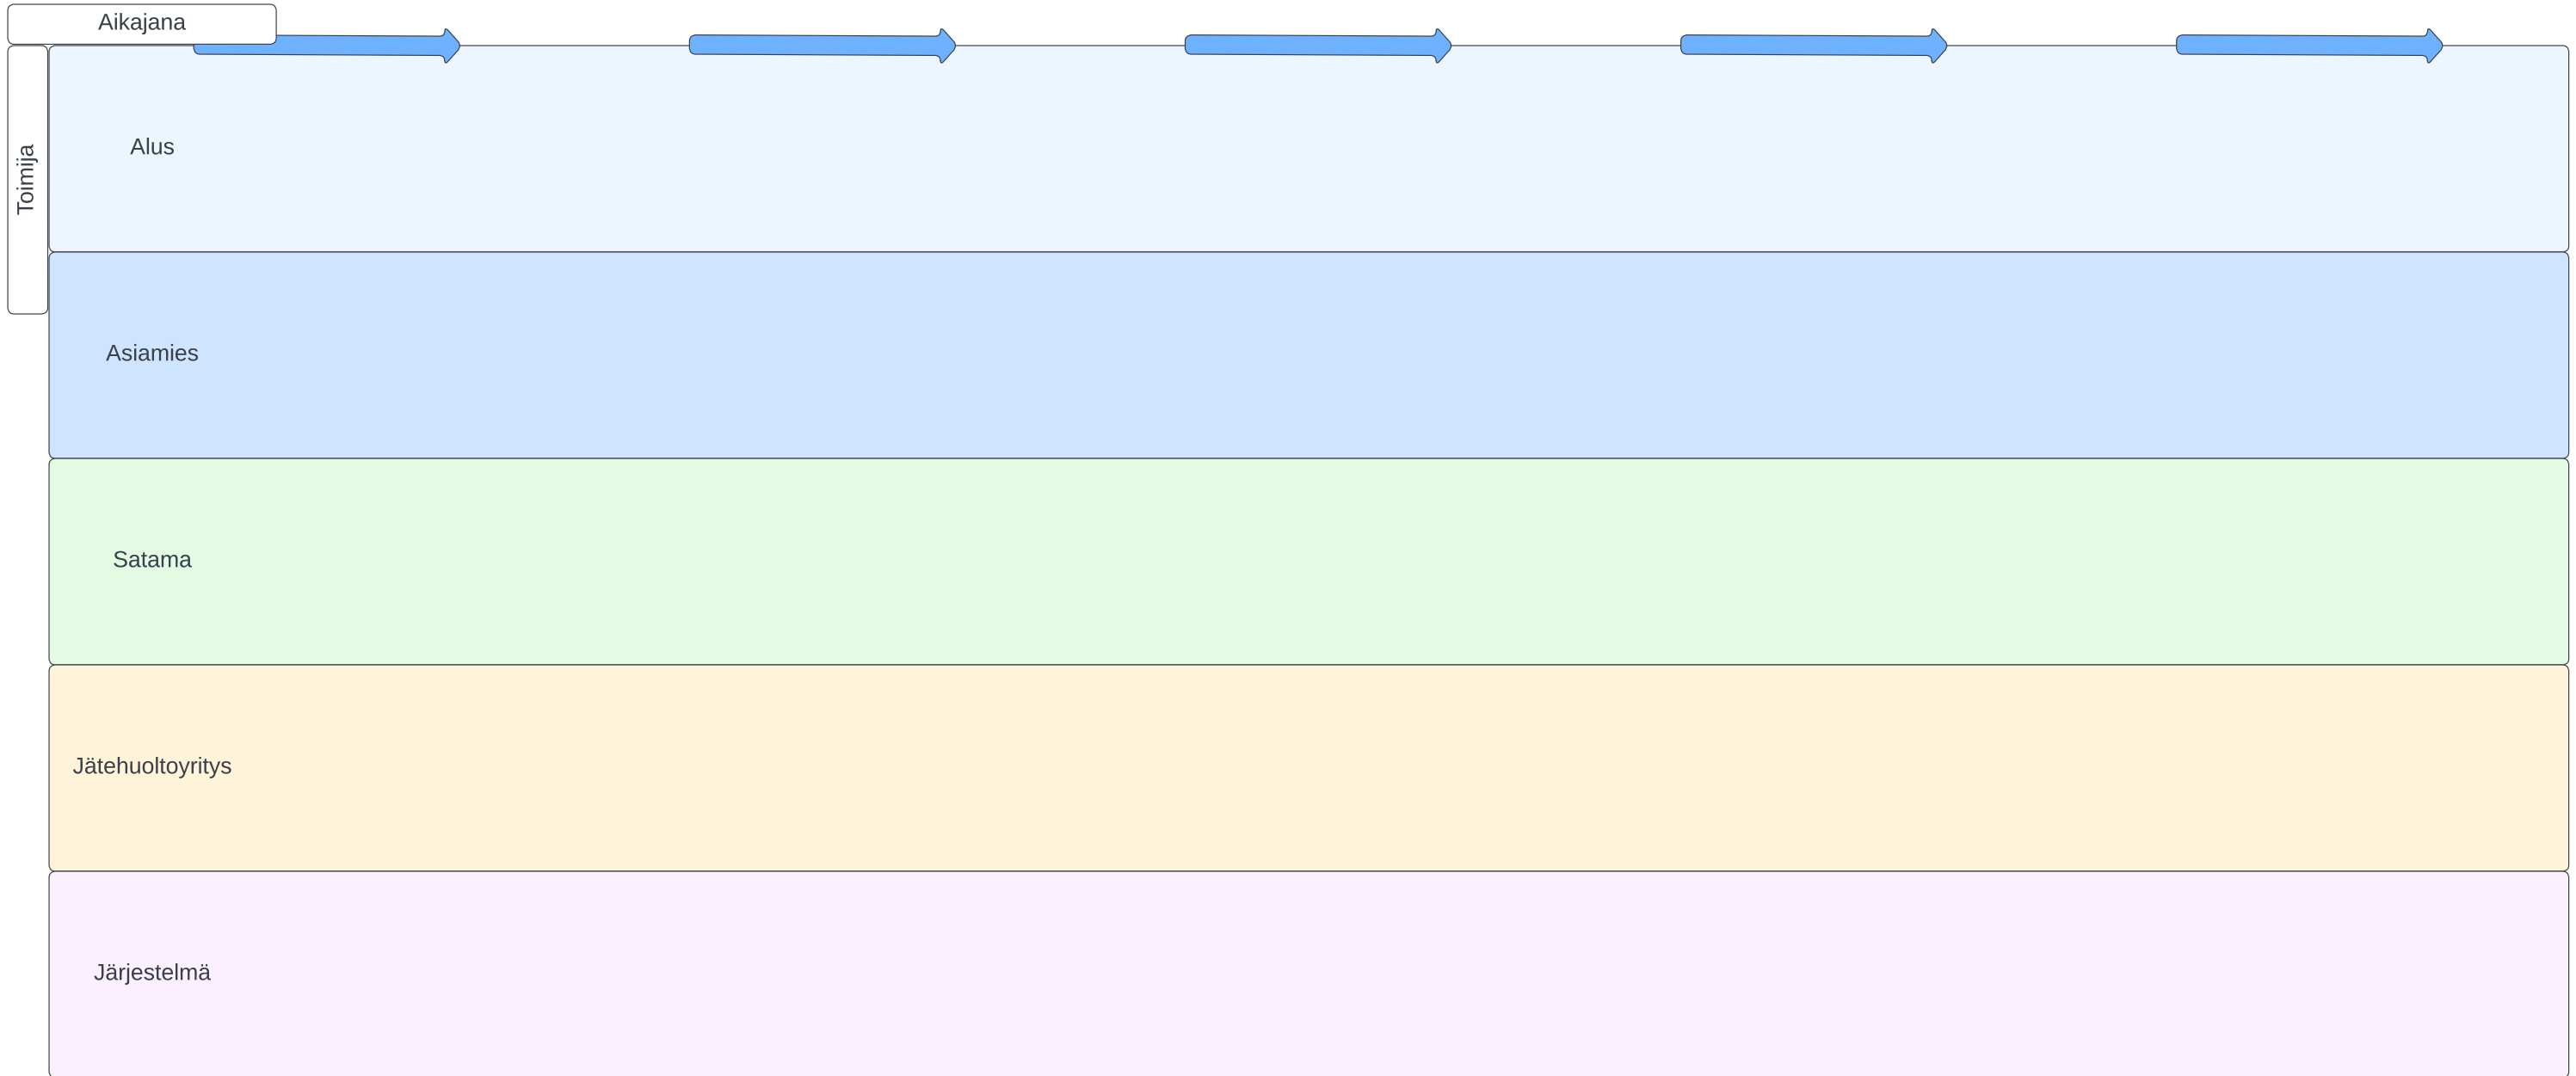 Aikajana
Toimija
Alus
Asiamies
Satama
Jätehuoltoyritys
Järjestelmä